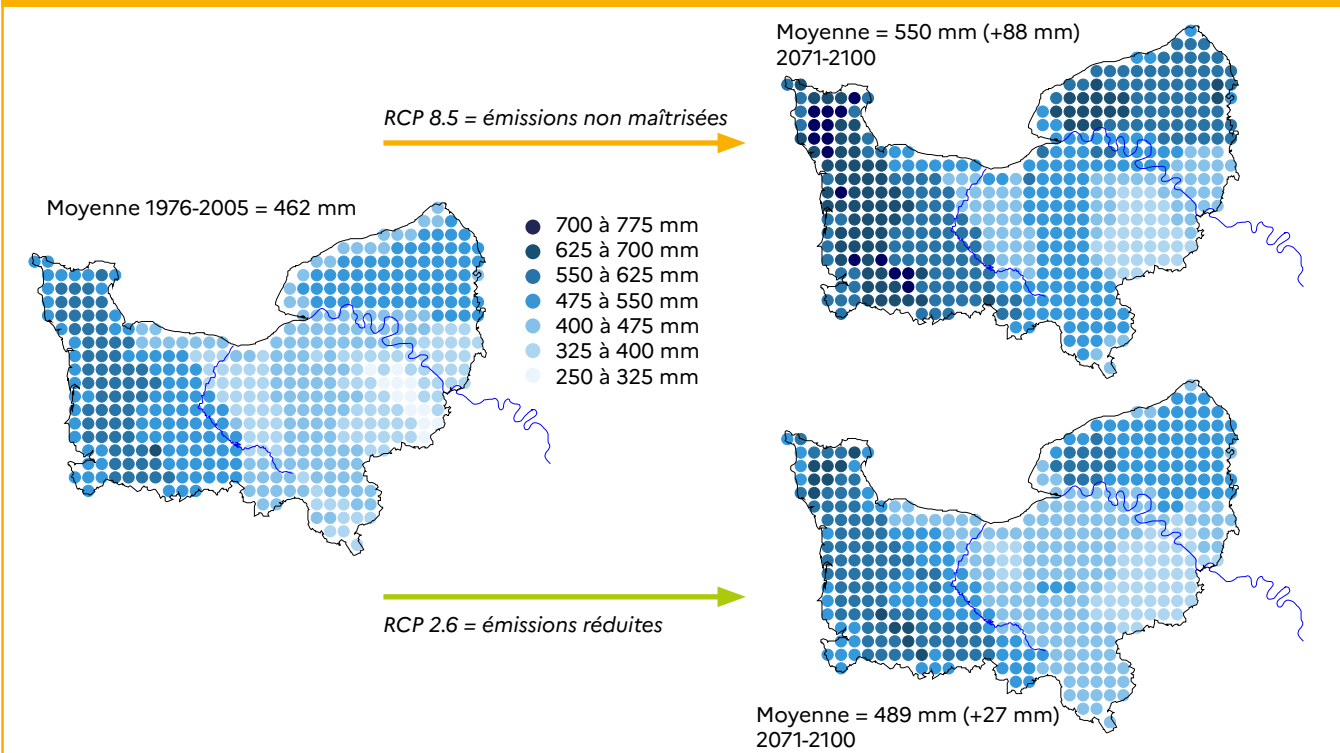 Moyenne = 550 mm (+88 mm)
2071-2100
RCP 8.5 = émissions non maîtrisées
Moyenne 1976-2005 = 462 mm
700 à 775 mm
625 à 700 mm
550 à 625 mm
475 à 550 mm
400 à 475 mm
325 à 400 mm
250 à 325 mm
RCP 2.6 = émissions réduites
Moyenne = 489 mm (+27 mm)
2071-2100